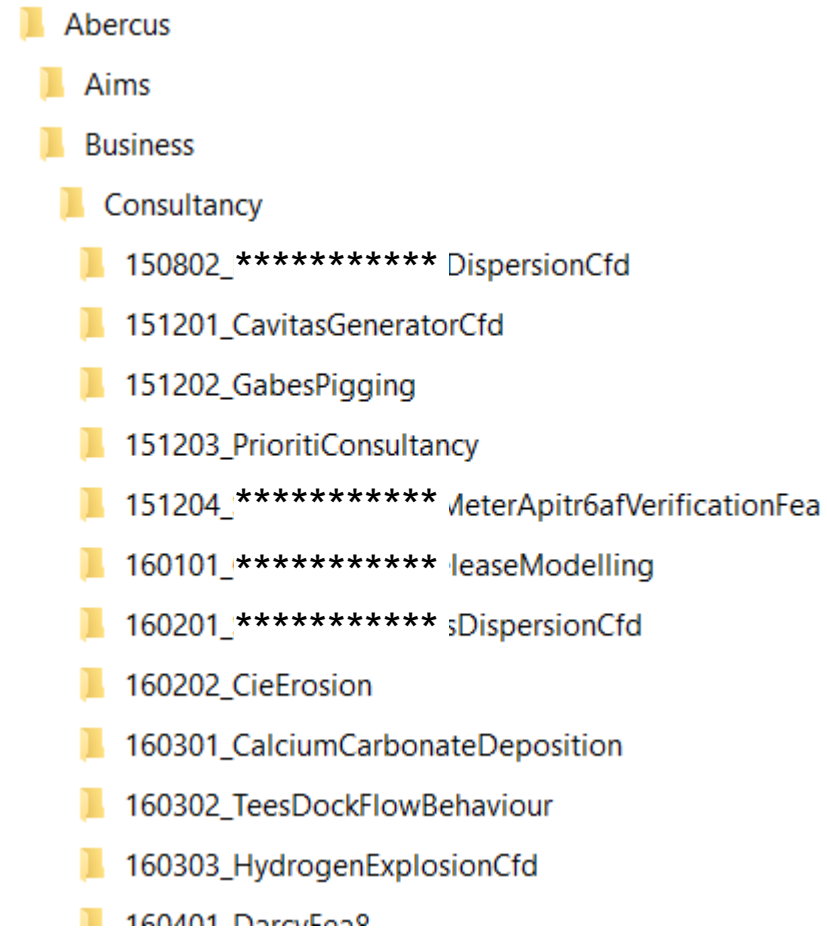 Abercus
Aims
Business
Consultancy
150802_*********** DispersionCfd
151201_CavitasGeneratorCfd
151202_GabesPigging
151203_PrioritiConsultancy
151204_*********** MeterApitr6afVerificationFea
160101_*********** leaseModelling
160201_*********** sDispersionCfd
160202_CieErosion
160301_CalciumCarbonateDeposition
160302_TeesDockFlowBehaviour
160303_HydrogenExplosionCfd
160401_DarcyFea8